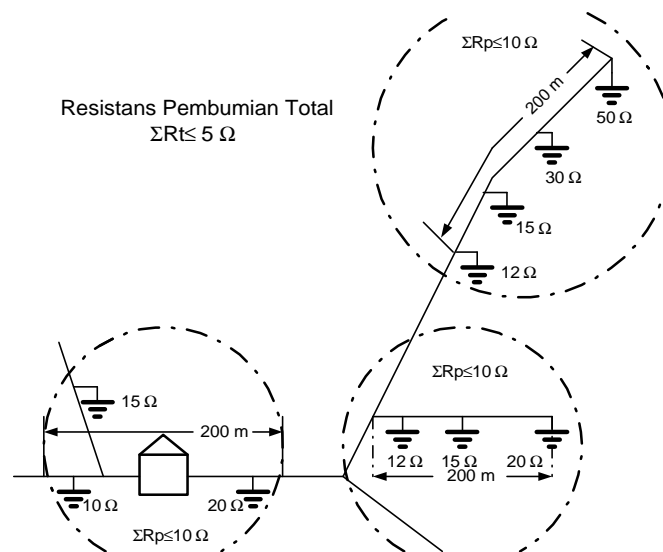 ΣRp≤10 Ω
200 m
50 Ω
Resistans Pembumian Total
ΣRt≤ 5 Ω
30 Ω
15 Ω
12 Ω
ΣRp≤10 Ω
15 Ω
200 m
12 Ω
15 Ω
20 Ω
200 m
10 Ω
20 Ω
ΣRp≤10 Ω